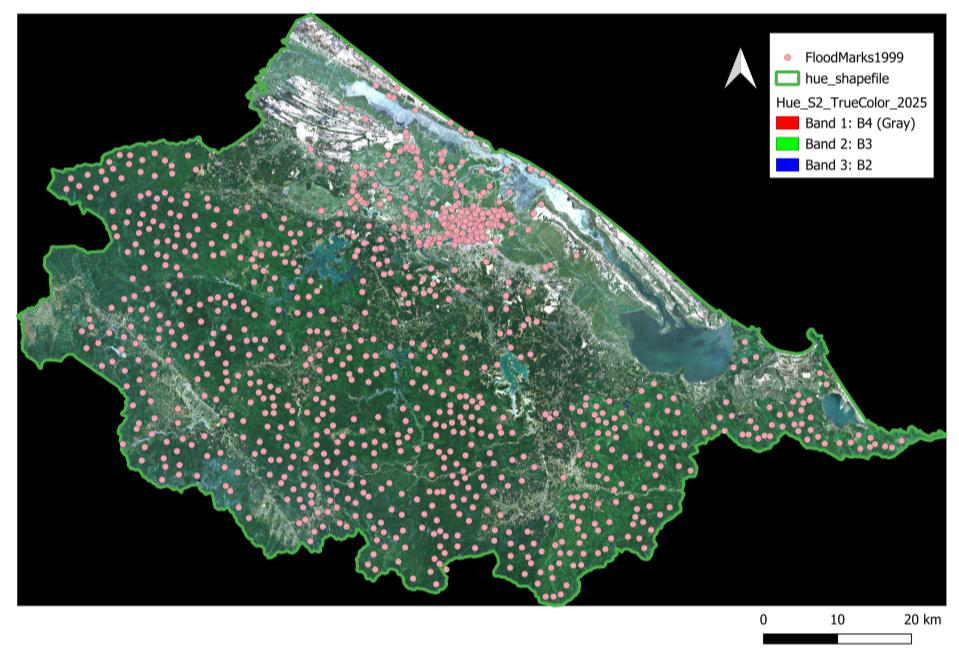 FloodMarks1999
hue_shapefile
Hue_S2_TrueColor_2025
Band 1: B4 (Gray)
Band 2: B3
Band 3: B2
0 10 20 km